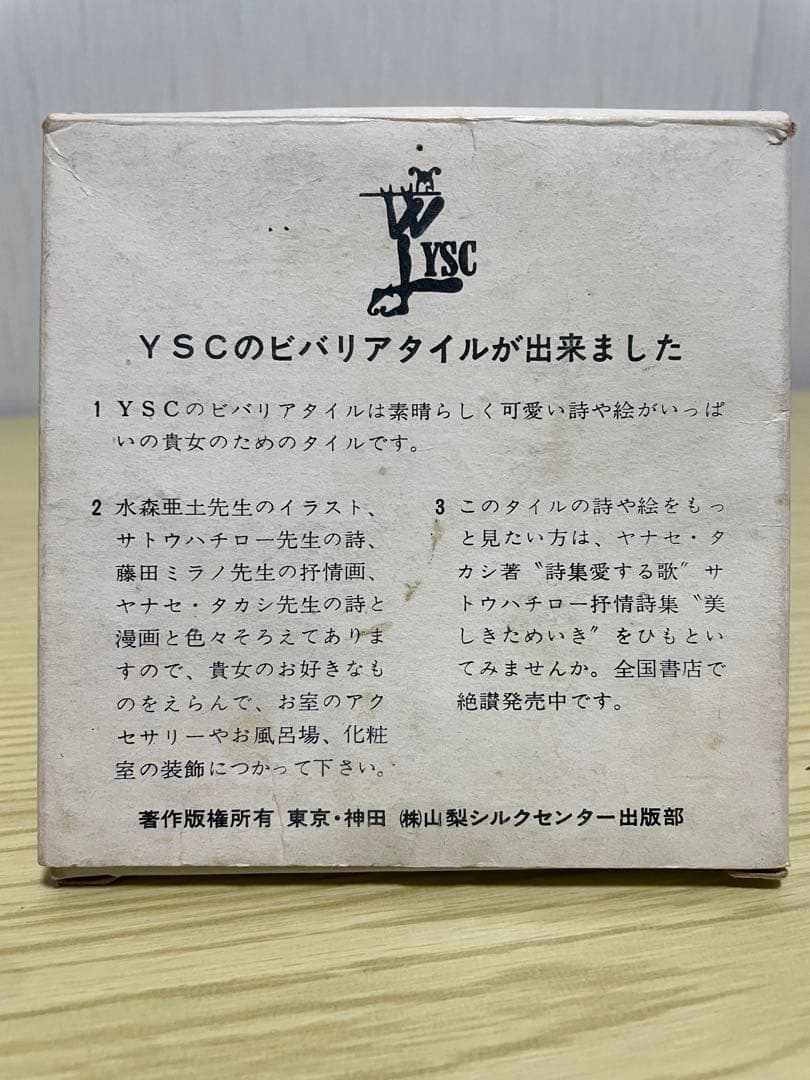 YSC
YSCのビバリアタイルが出来ました
1 YSCのビバリアタイルは素晴らしく可愛い詩や絵がいっぱ
いの貴女のためのタイルです。
2 水森亜土先生のイラスト、
サトウハチロー先生の詩、
藤田ミラノ先生の抒情画、
ヤナセ・タカシ先生の詩と
漫画と色々そろえてありま
すので、貴女のお好きなも
のをえらんで、お室のアク
セサリーやお風呂場、化粧
室の装飾につかって下さい。
3 このタイルの詩や絵をもっ
と見たい方は、ヤナセ・タ
カシ著〝詩集愛する歌〟サ
トウハチロー抒情詩集〝美
しきためいき〟をひもとい
てみませんか。全国書店で
絶讃発売中です。
著作版権所有 東京・神田 ㈱山梨シルクセンター出版部